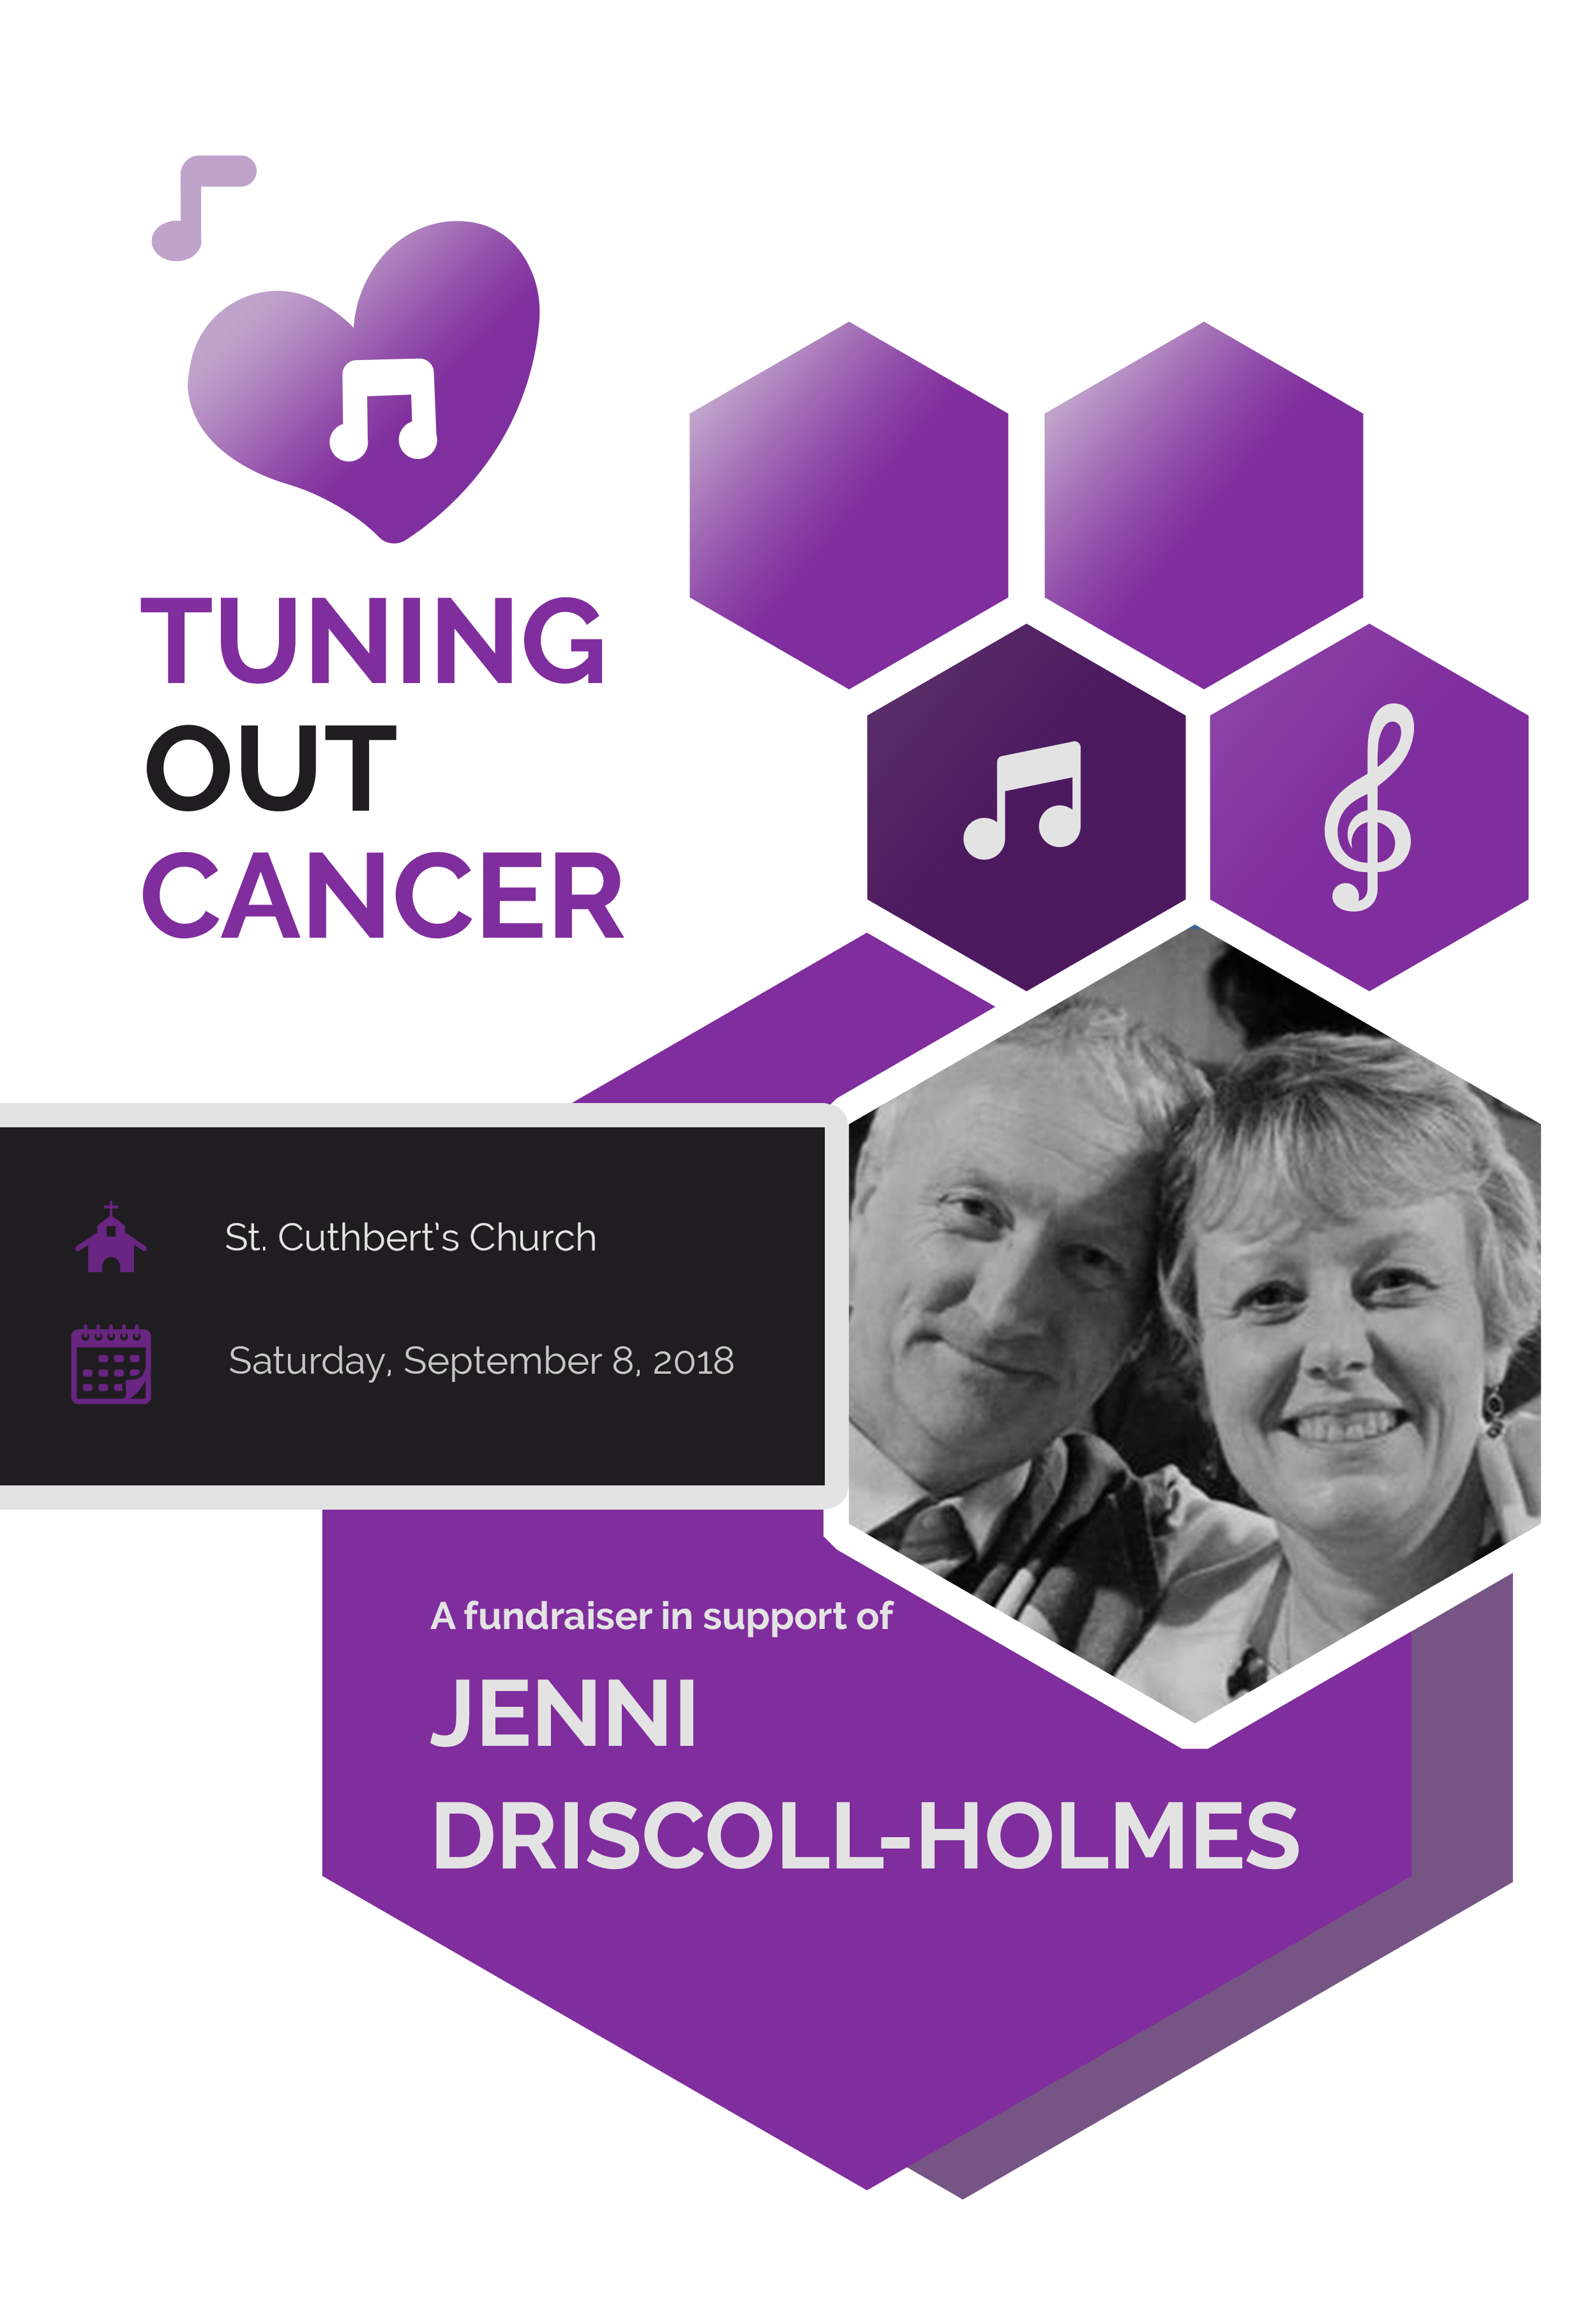 TUNING
OUT
CANCER
St. Cuthbert's Church
Saturday, September 8, 2018
A fundraiser in support of
JENNI
DRISCOLL-HOLMES